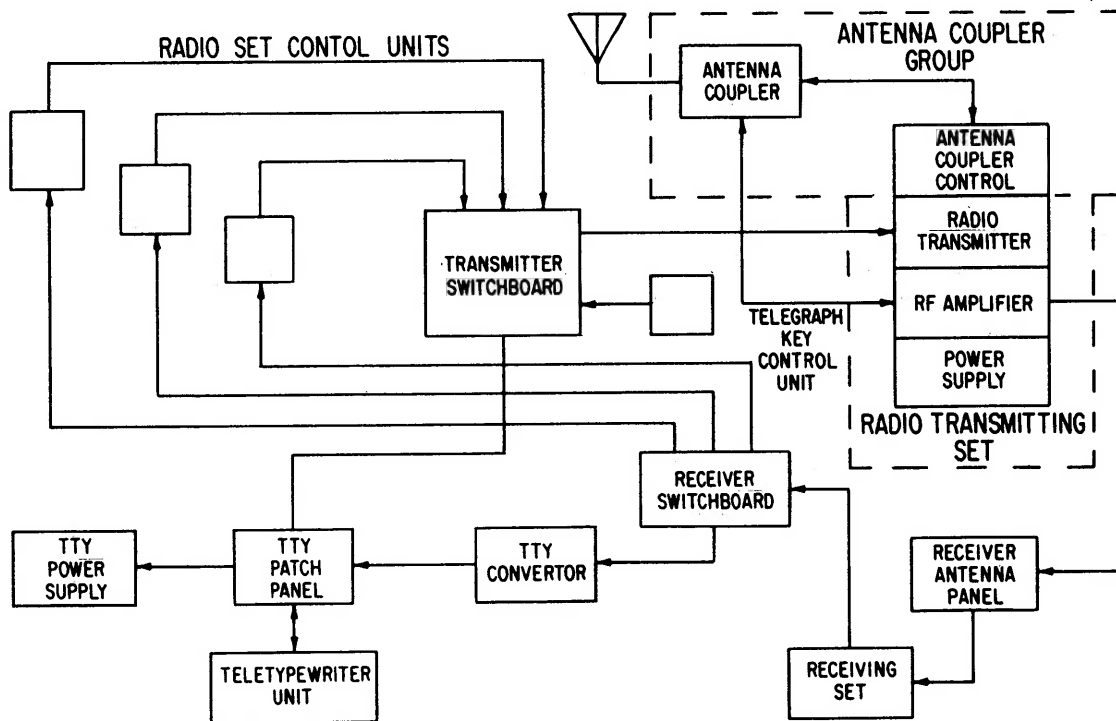 RADIO SET CONTOL UNITS
ANTENNA COUPLER
GROUP
ANTENNA
COUPLER
ANTENNA
COUPLER
CONTROL
RADIO
TRANSMITTER
RF AMPLIFIER
POWER
SUPPLY
RADIO TRANSMITTING
SET
TRANSMITTER
SWITCHBOARD
TELEGRAPH
KEY
CONTROL
UNIT
RECEIVER
SWITCHBOARD
TTY
POWER
SUPPLY
TTY
PATCH
PANEL
TTY
CONVERTOR
RECEIVER
ANTENNA
PANEL
TELETYPEWRITER
UNIT
RECEIVING
SET